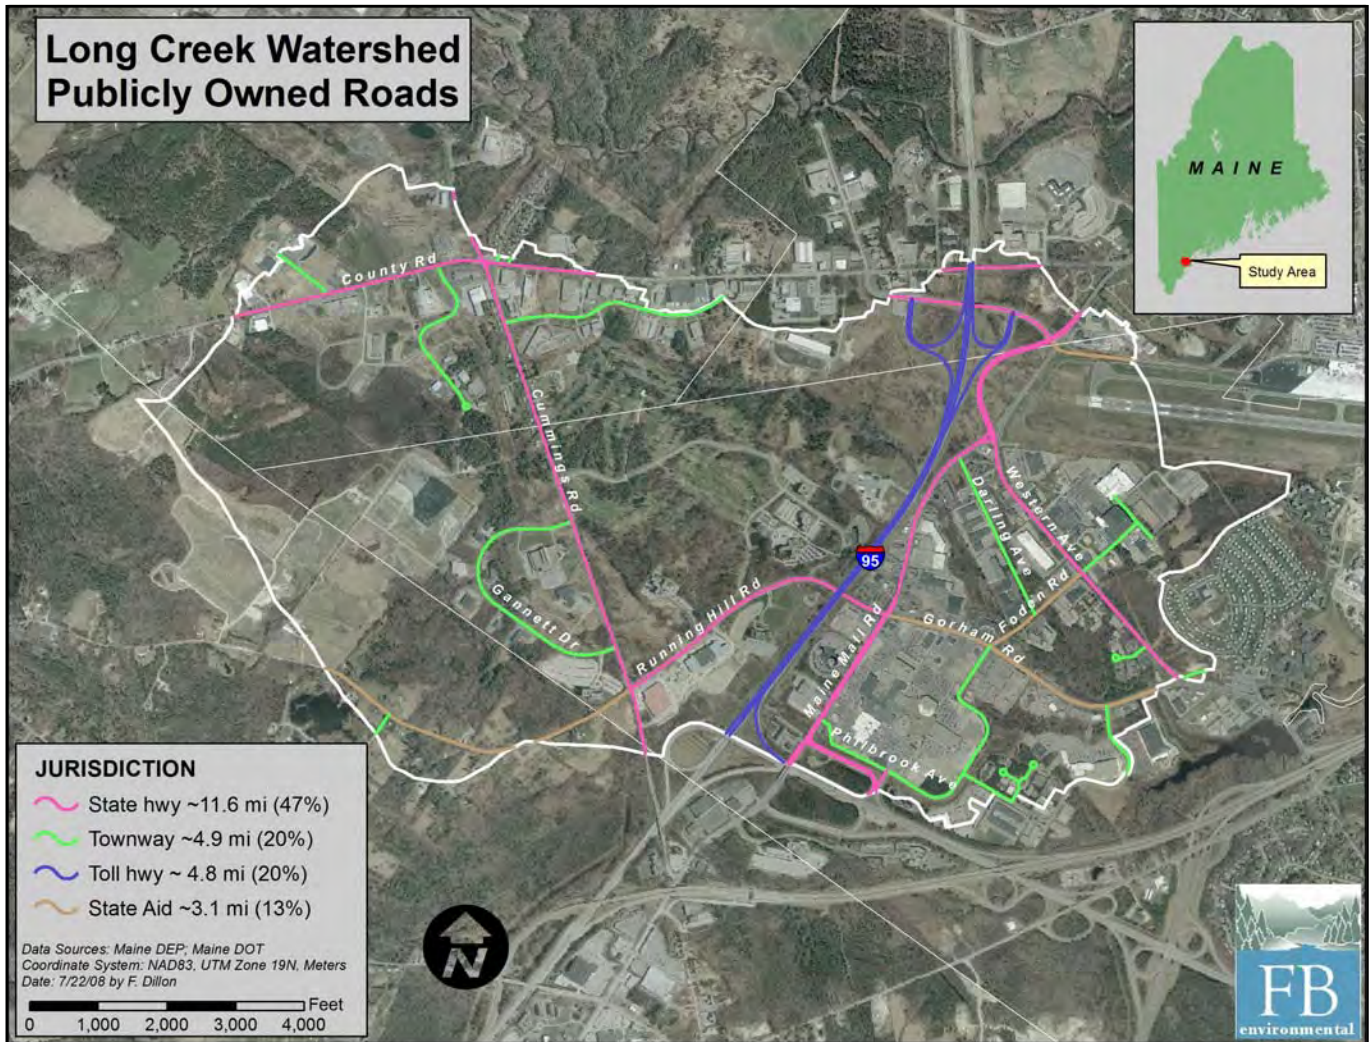 Long Creek Watershed
Publicly Owned Roads
MAINE
Study Area
County Rd
Cummings Rd
Gannett Dr
Running Hill Rd
95
Maine Mall Rd
Darling Ave
Western Ave
Foden Rd
Gorham Rd
Philbrook Ave
JURISDICTION
State hwy ~11.6 mi (47%)
Townway ~4.9 mi (20%)
Toll hwy ~ 4.8 mi (20%)
State Aid ~3.1 mi (13%)
Data Sources: Maine DEP; Maine DOT
Coordinate System: NAD83, UTM Zone 19N, Meters
Date: 7/22/08 by F. Dillon
Feet
0 1,000 2,000 3,000 4,000
N
FB
environmental